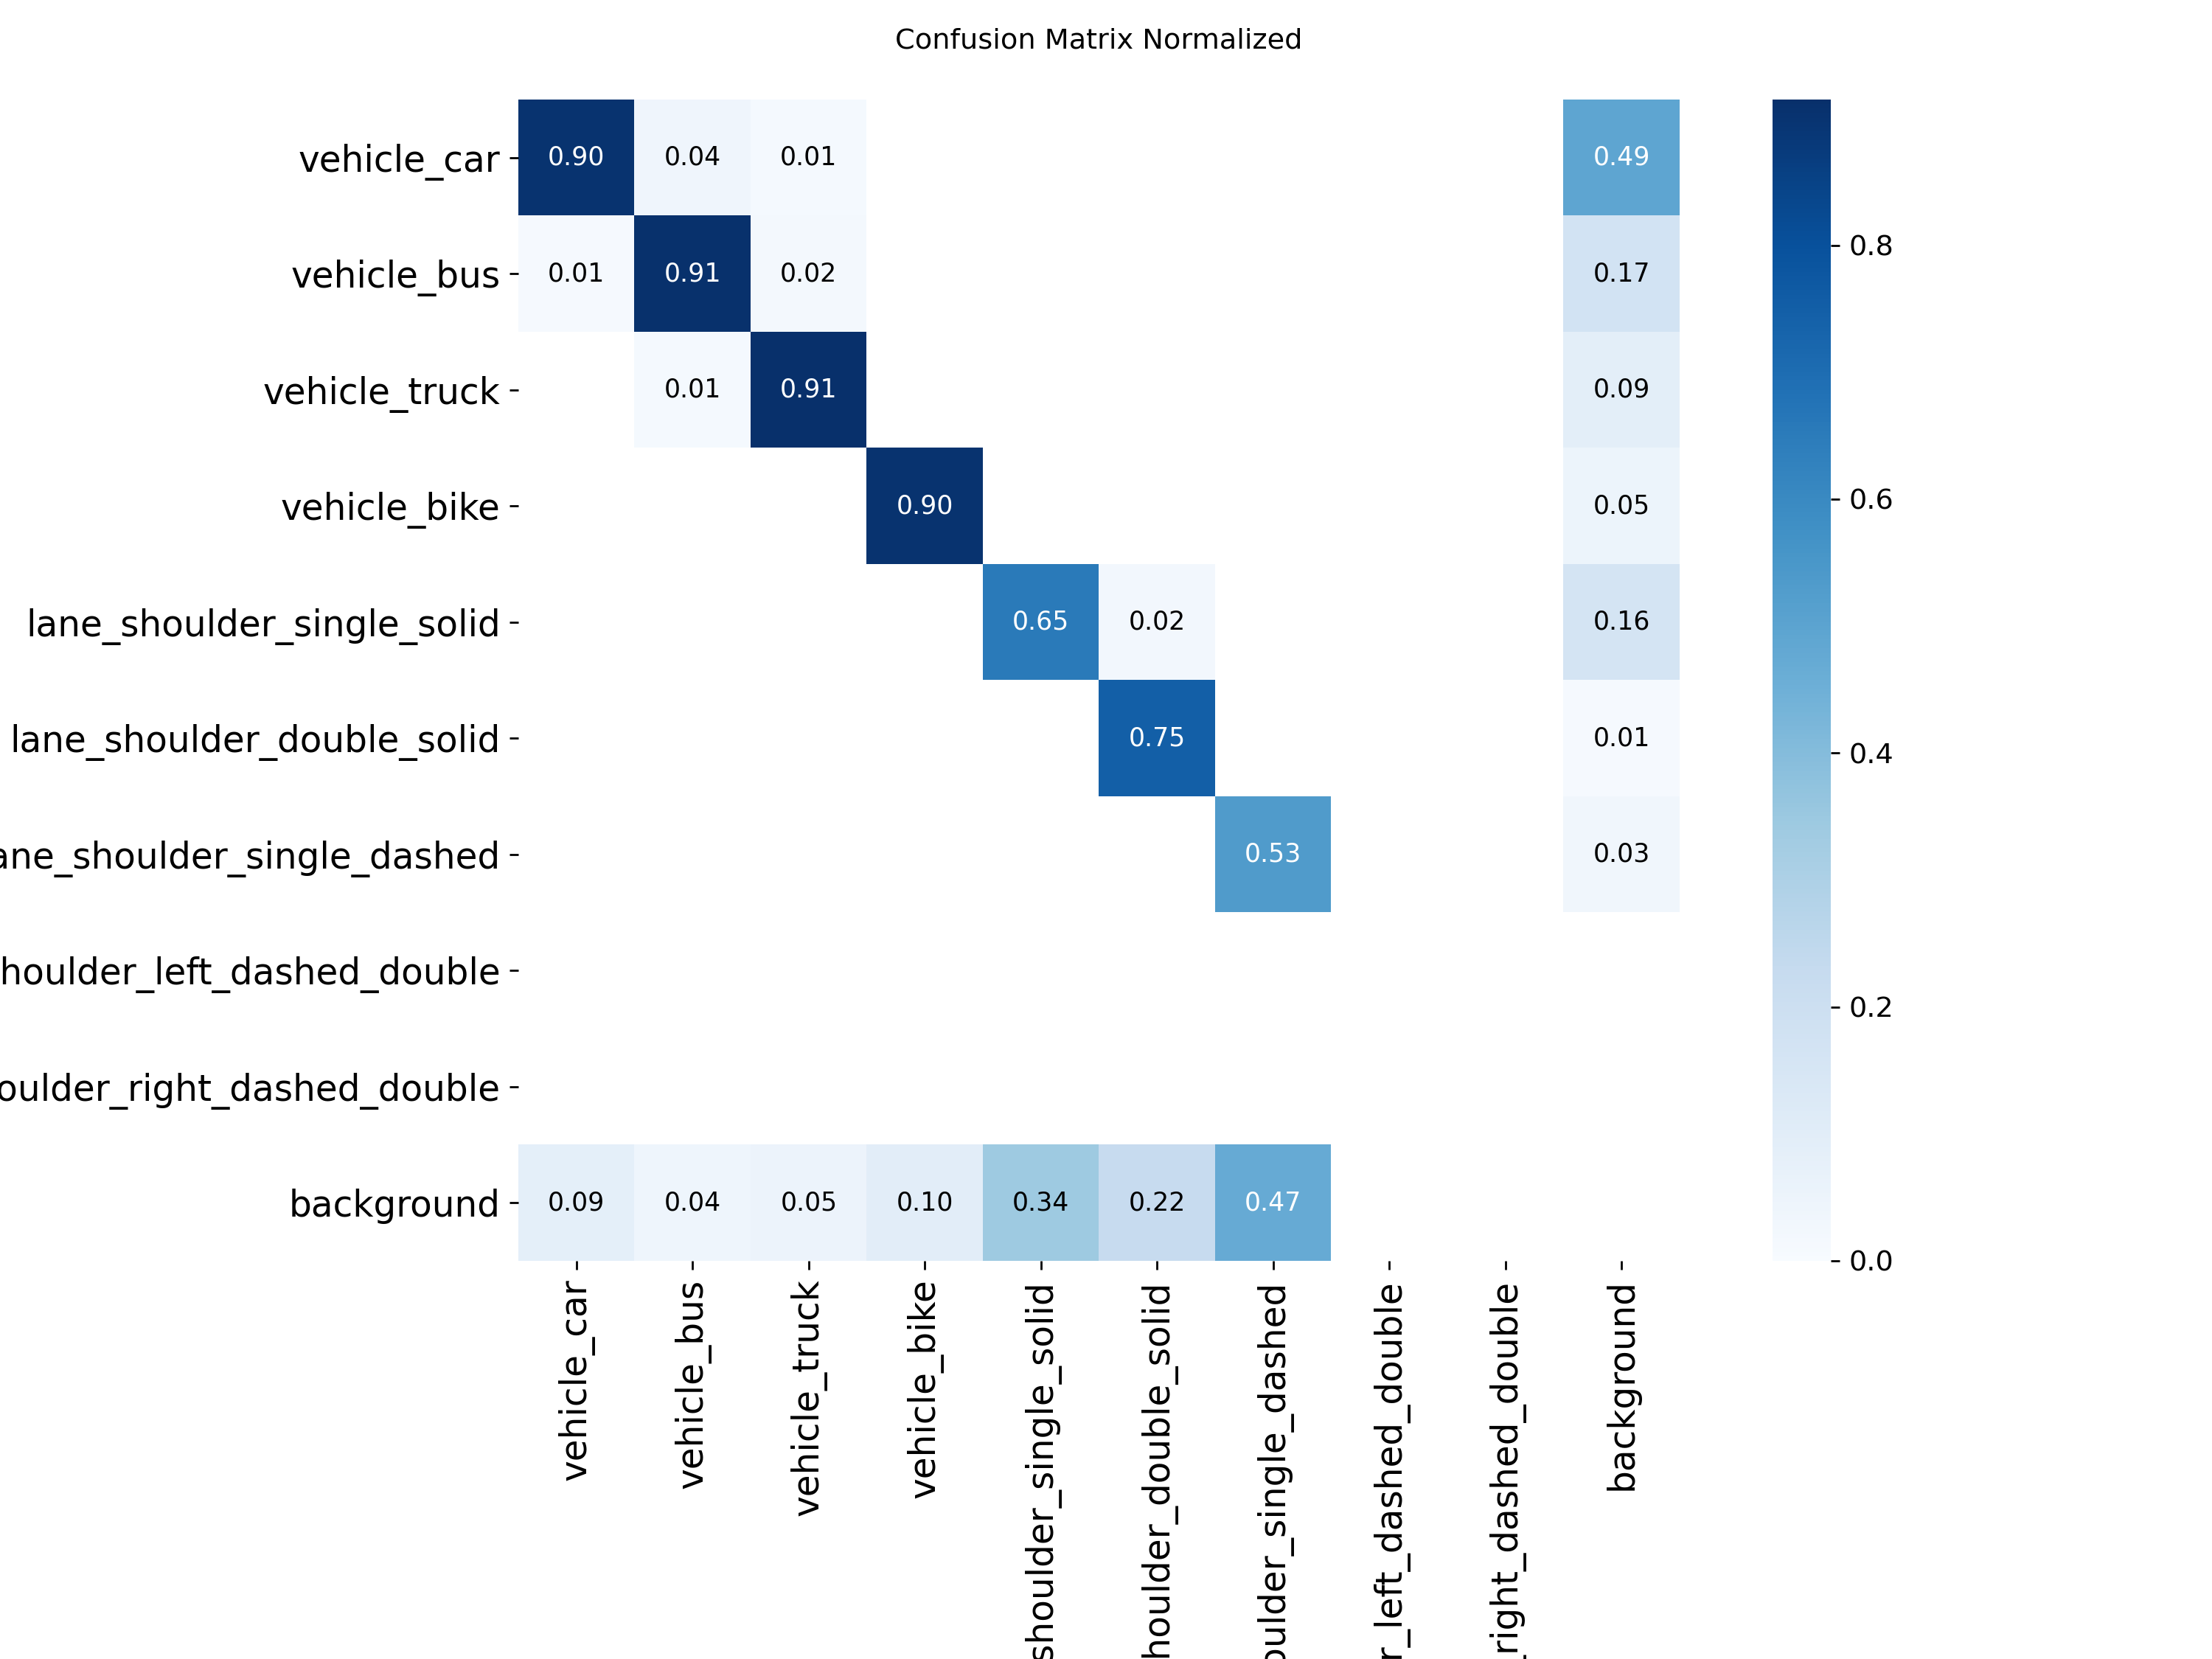 Confusion Matrix Normalized
vehicle_car 0.90 0.04 0.01 0.49
vehicle_bus 0.01 0.91 0.02 0.17
vehicle_truck 0.01 0.91 0.09
vehicle_bike 0.90 0.05
lane_shoulder_single_solid 0.65 0.02 0.16
lane_shoulder_double_solid 0.75 0.01
ane_shoulder_single_dashed 0.53 0.03
houlder_left_dashed_double
oulder_right_dashed_double
background 0.09 0.04 0.05 0.10 0.34 0.22 0.47
vehicle_car
vehicle_bus
vehicle_truck
vehicle_bike
shoulder_single_solid
houlder_double_solid
oulder_single_dashed
r_left_dashed_double
_right_dashed_double
background
0.8
0.6
0.4
0.2
0.0